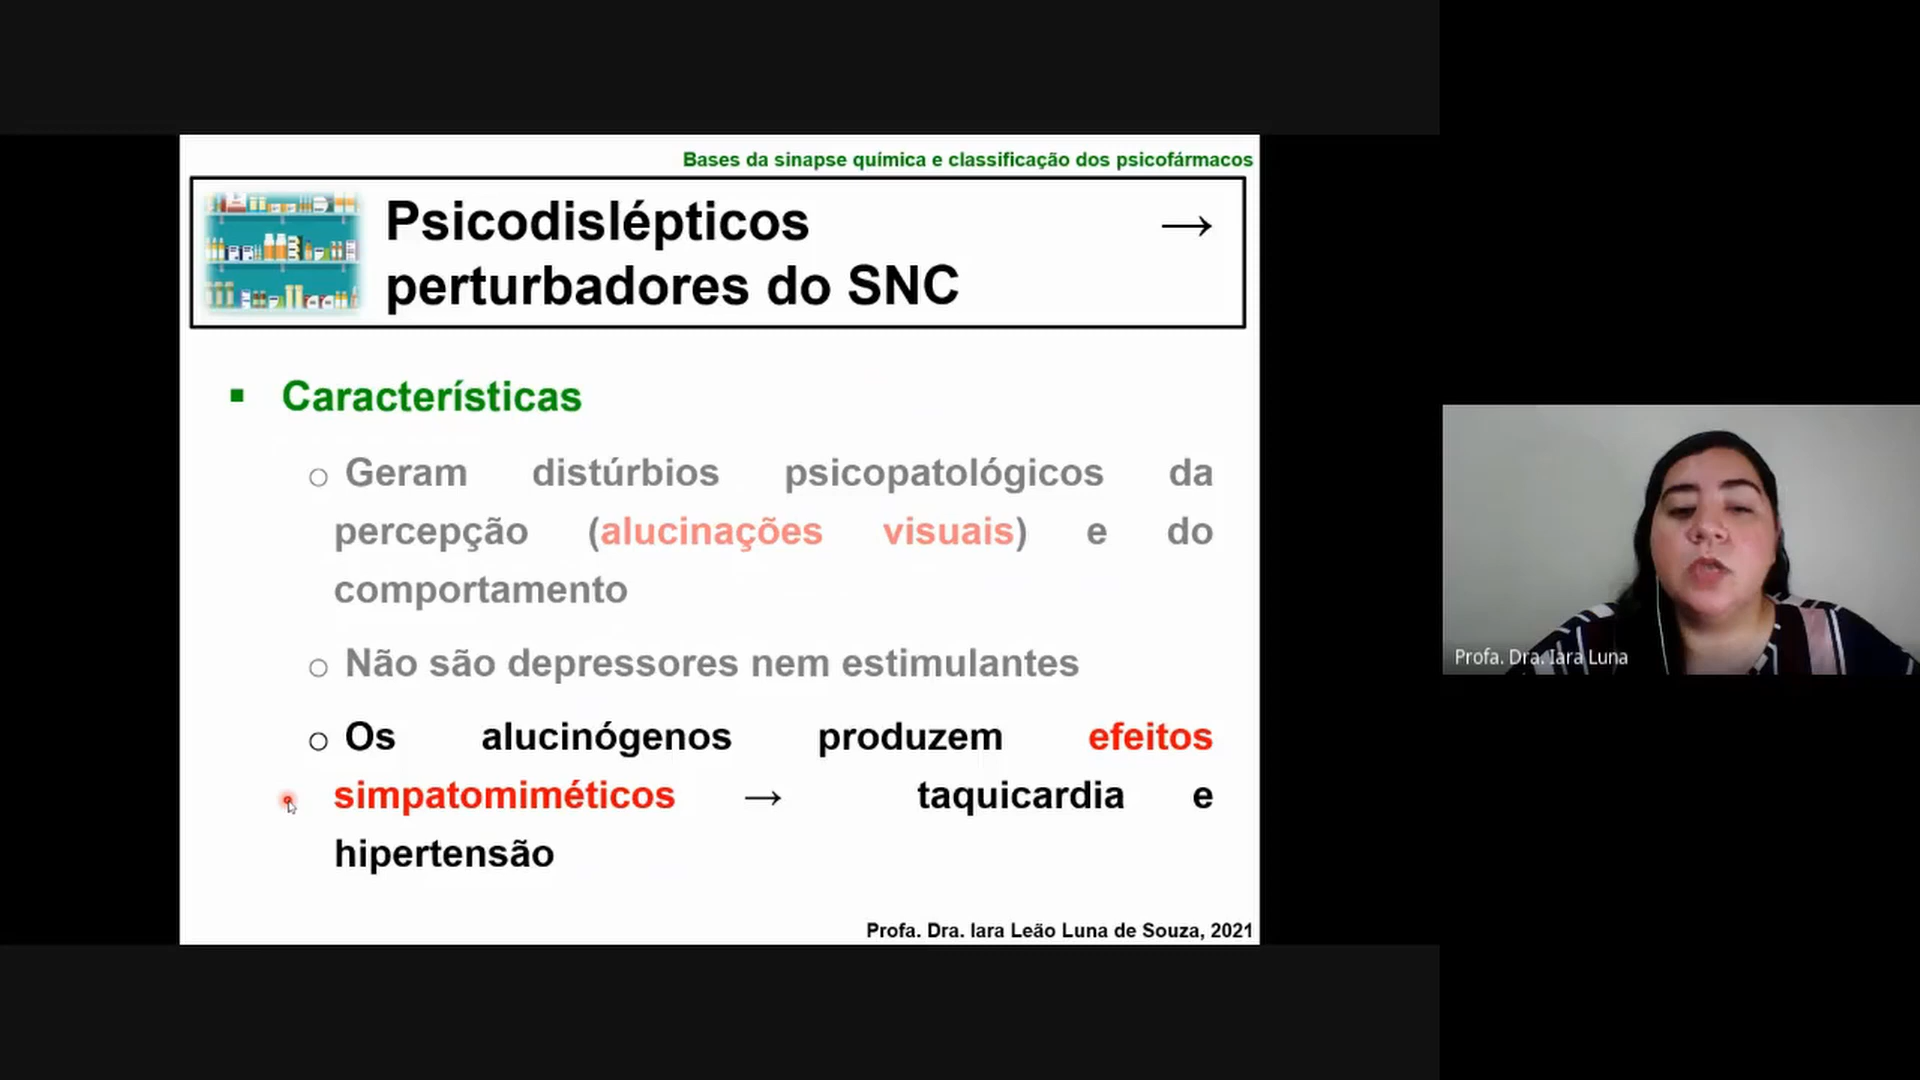 Bases da sinapse química e classificação dos psicofármacos
Psicodislépticos →
perturbadores do SNC
▪ Características
o Geram distúrbios psicopatológicos da
percepção (alucinações visuais) e do
comportamento
o Não são depressores nem estimulantes
o Os alucinógenos produzem efeitos
simpatomiméticos → taquicardia e
hipertensão
Profa. Dra. Iara Leão Luna de Souza, 2021
Profa. Dra. Iara Luna